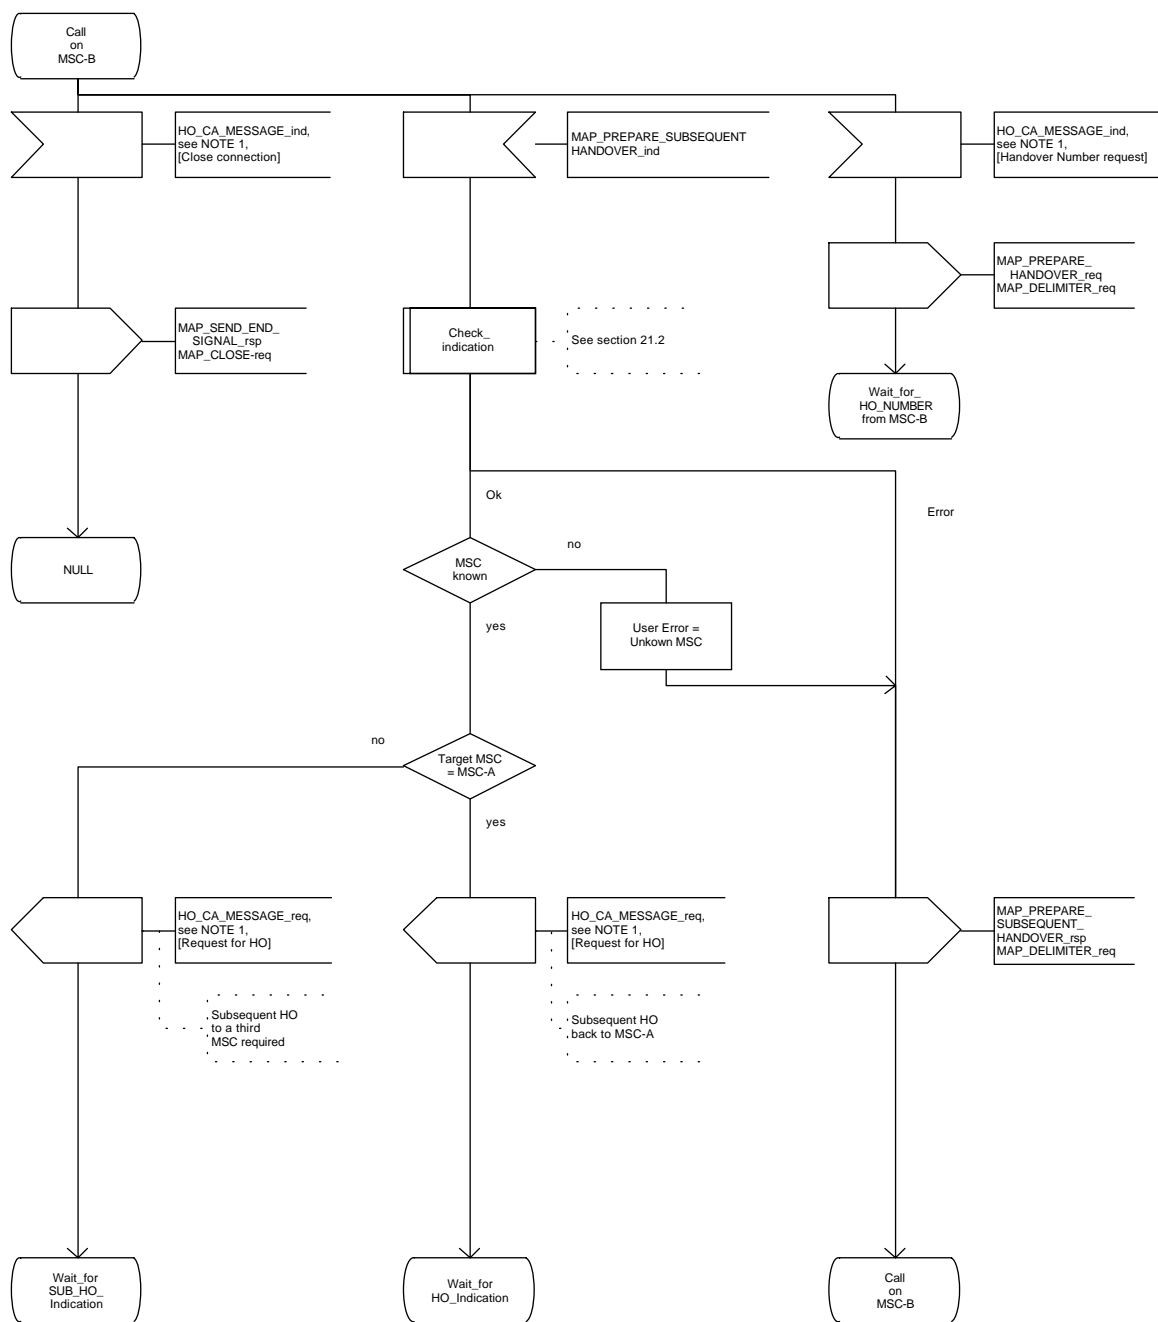 Call
on
MSC-B
HO_CA_MESSAGE_ind,
see NOTE 1,
[Close connection]
MAP_PREPARE_SUBSEQUENT
HANDOVER_ind
HO_CA_MESSAGE_ind,
see NOTE 1,
[Handover Number request]
MAP_PREPARE_
HANDOVER_req
MAP_DELIMITER_req
MAP_SEND_END_
SIGNAL_rsp
MAP_CLOSE-req
Check_
indication
See section 21.2
Wait_for_
HO_NUMBER
from MSC-B
Ok
Error
NULL
MSC
known
no
yes
User Error =
Unkown MSC
no
Target MSC
= MSC-A
yes
HO_CA_MESSAGE_req,
see NOTE 1,
[Request for HO]
HO_CA_MESSAGE_req,
see NOTE 1,
[Request for HO]
MAP_PREPARE_
SUBSEQUENT_
HANDOVER_rsp
MAP_DELIMITER_req
Subsequent HO
to a third
MSC required
Subsequent HO
back to MSC-A
Wait_for
SUB_HO_
Indication
Wait_for
HO_Indication
Call
on
MSC-B